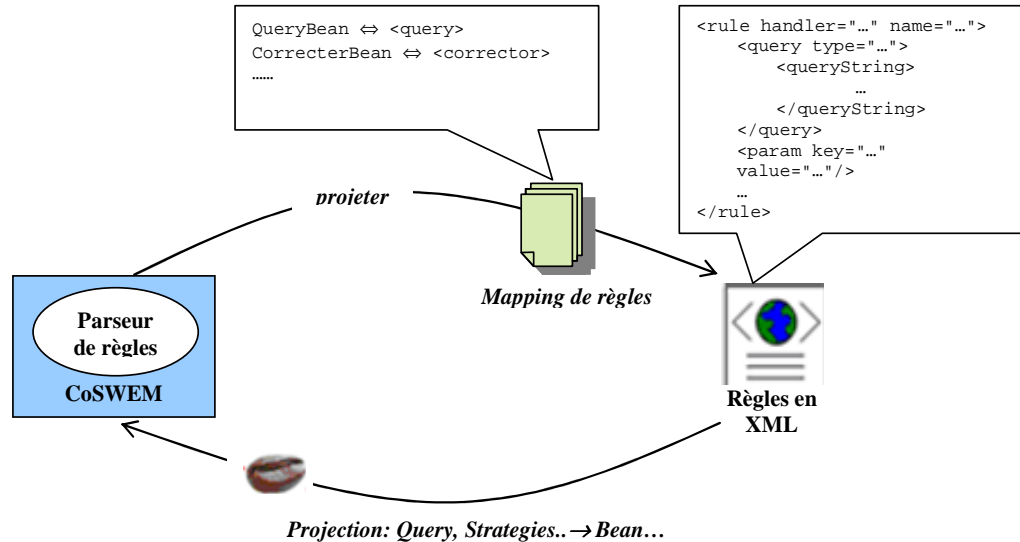 QueryBean ⇔ <query>
CorrecterBean ⇔ <corrector>
……
<rule handler="…" name="…">
<query type="…">
<queryString>
…
</queryString>
</query>
<param key="…"
value="…"/>
…
</rule>
projeter
Mapping de règles
Parseur
de règles
CoSWEM
Règles en
XML
Projection: Query, Strategies..→ Bean…